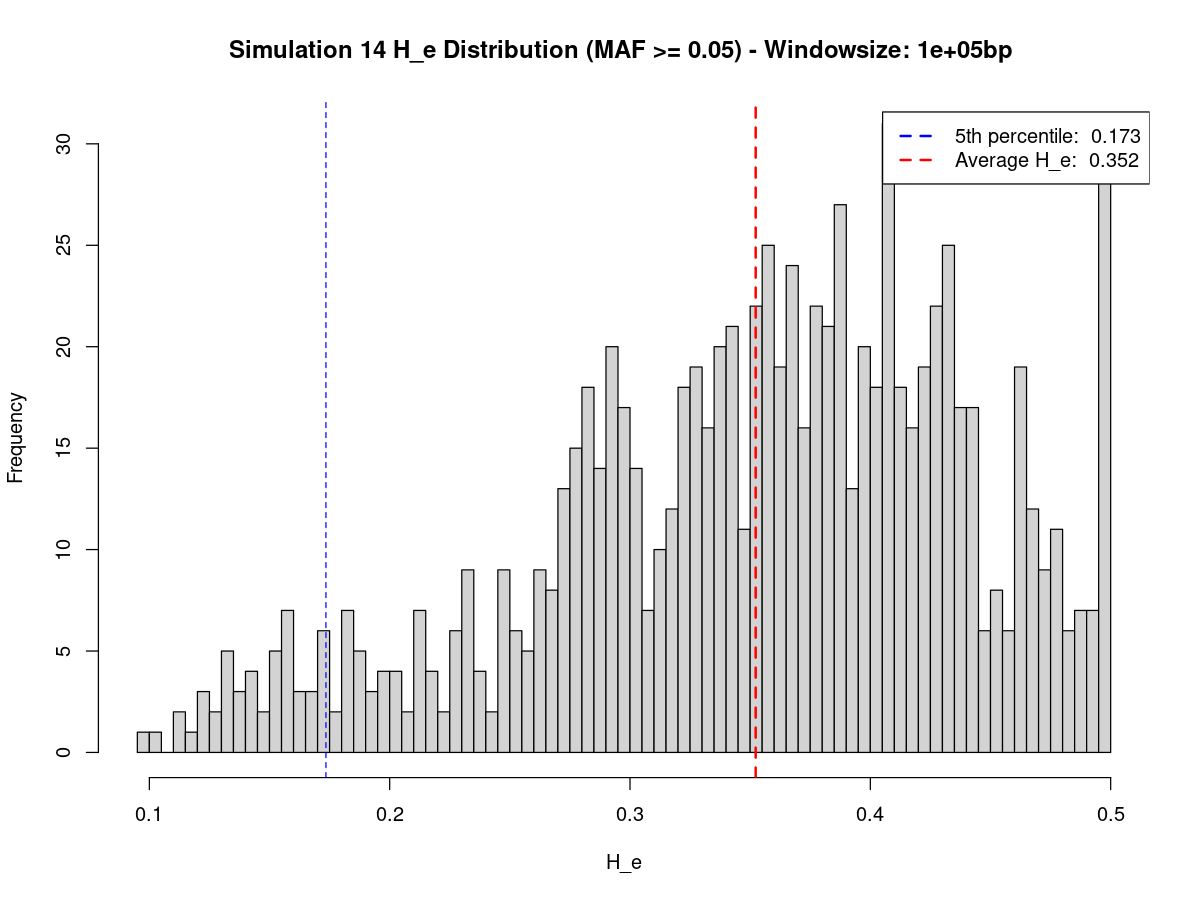 Simulation 14 H_e Distribution (MAF >= 0.05) - Windowsize: 1e+05bp
5th percentile: 0.173
Average H_e: 0.352
Frequency
30
25
20
15
10
5
0
0.1 0.2 0.3 0.4 0.5
H_e